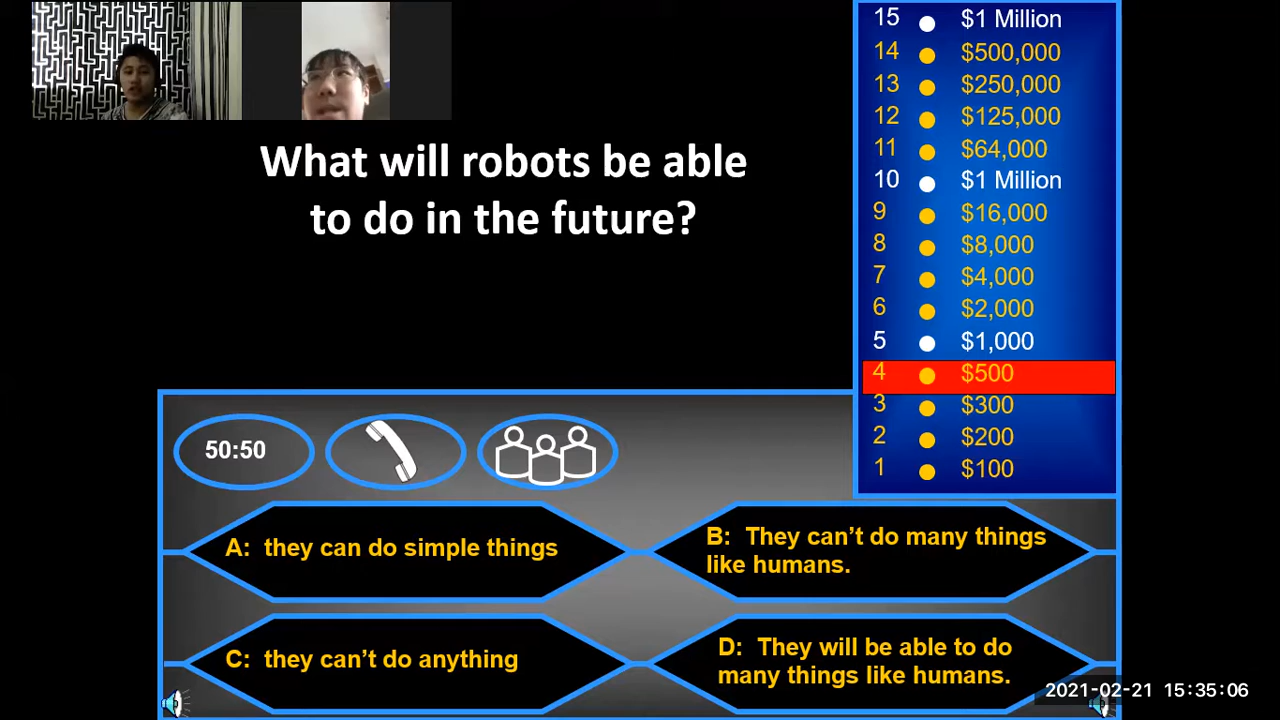 What will robots be able
to do in the future?
15 $1 Million
14 $500,000
13 $250,000
12 $125,000
11 $64,000
10 $1 Million
9 $16,000
8 $8,000
7 $4,000
6 $2,000
5 $1,000
4 $500
3 $300
2 $200
1 $100
50:50
A: they can do simple things
B: They can’t do many things
like humans.
C: they can’t do anything
D: They will be able to do
many things like humans.
2021-02-21 15:35:06